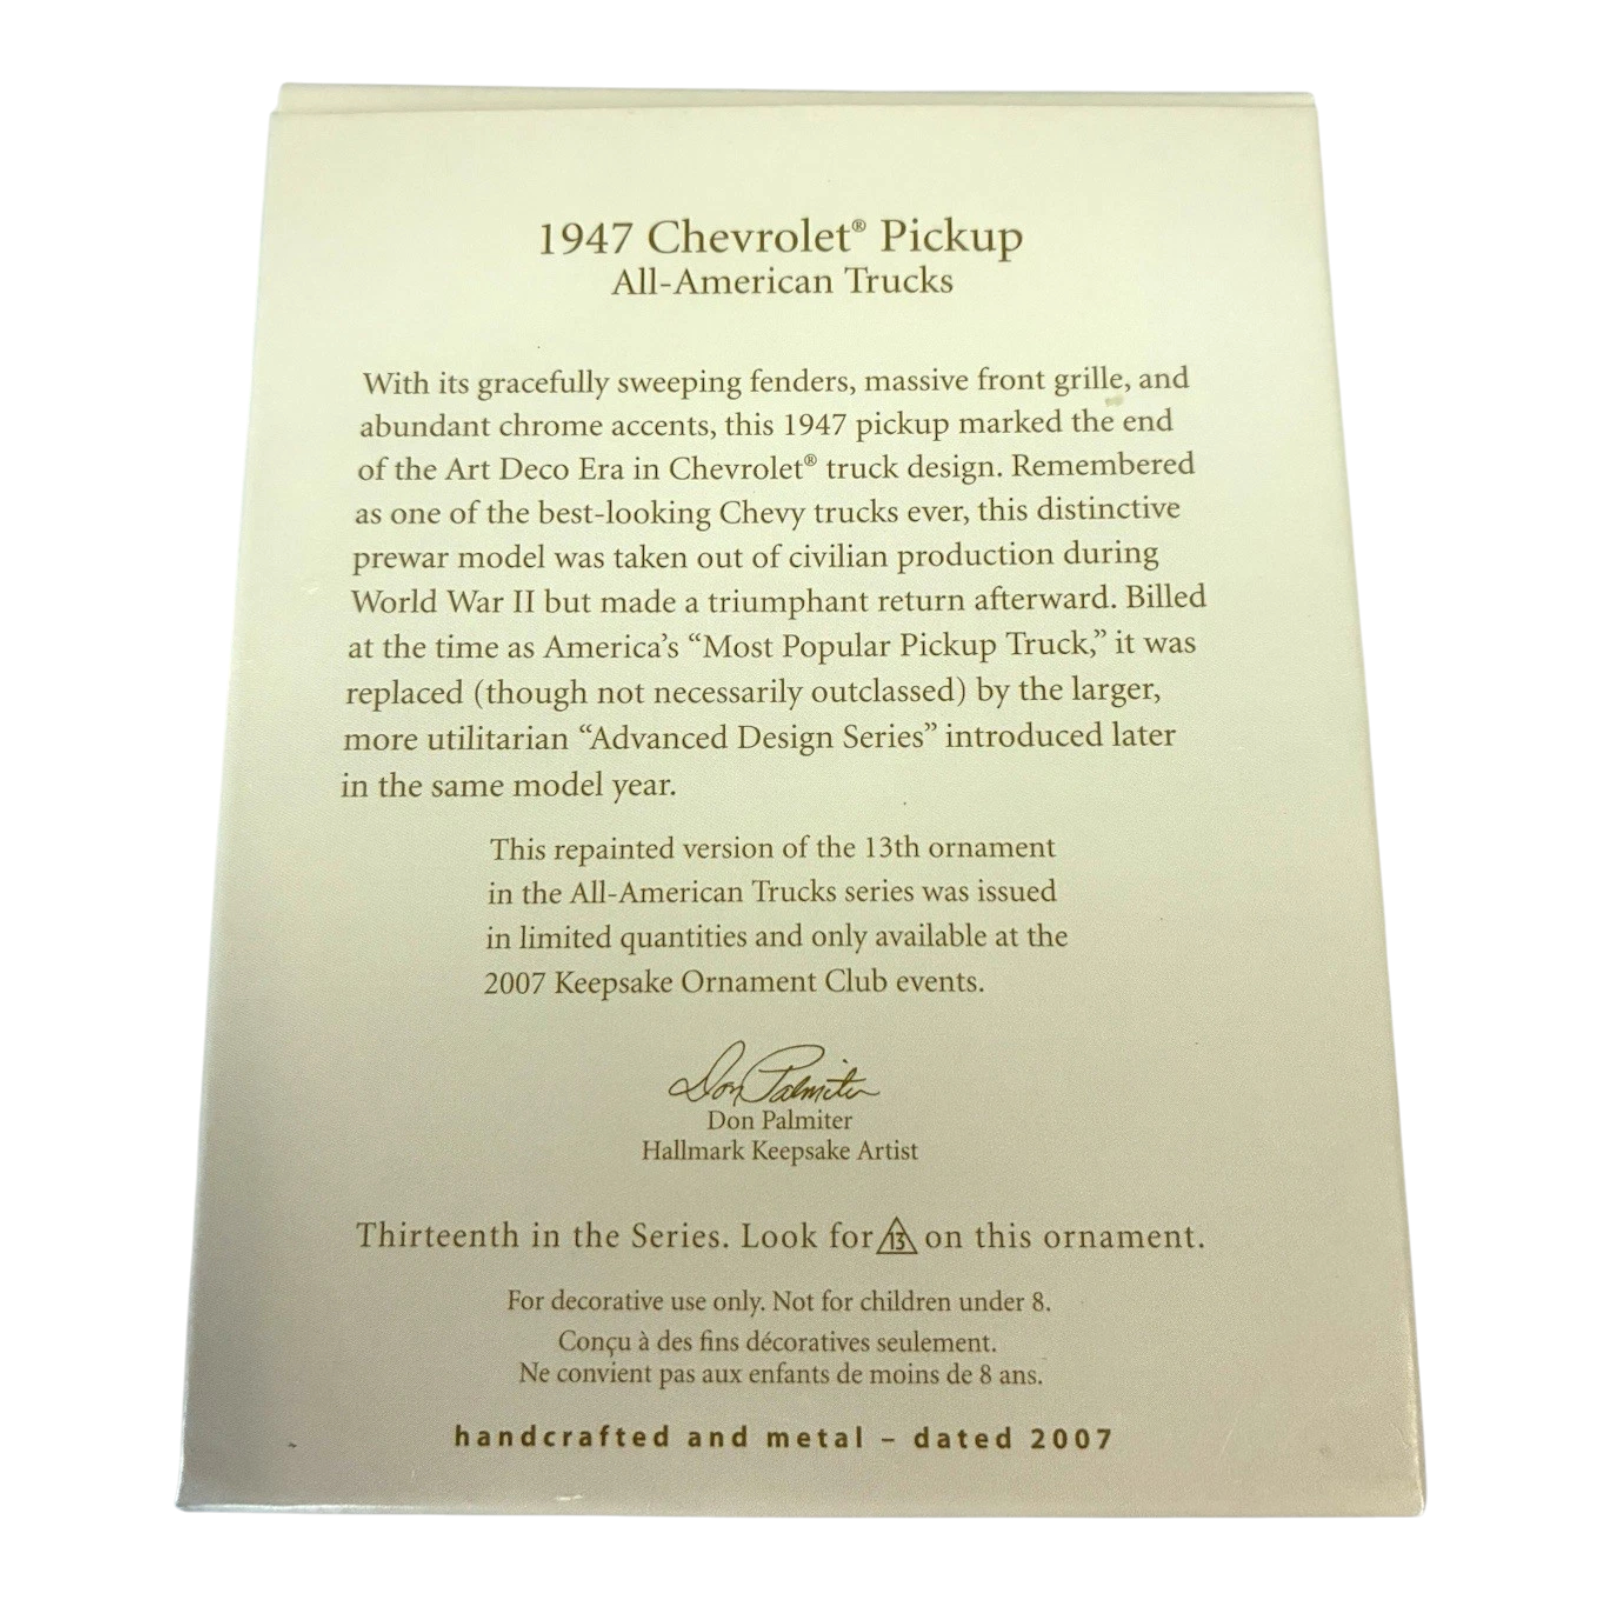 1947 Chevrolet® Pickup
All-American Trucks
With its gracefully sweeping fenders, massive front grille, and
abundant chrome accents, this 1947 pickup marked the end
of the Art Deco Era in Chevrolet® truck design. Remembered
as one of the best-looking Chevy trucks ever, this distinctive
prewar model was taken out of civilian production during
World War II but made a triumphant return afterward. Billed
at the time as America’s “Most Popular Pickup Truck,” it was
replaced (though not necessarily outclassed) by the larger,
more utilitarian “Advanced Design Series” introduced later
in the same model year.
This repainted version of the 13th ornament
in the All-American Trucks series was issued
in limited quantities and only available at the
2007 Keepsake Ornament Club events.
Don Palmiter
Don Palmiter
Hallmark Keepsake Artist
Thirteenth in the Series. Look for 13 on this ornament.
For decorative use only. Not for children under 8.
Conçu à des fins décoratives seulement.
Ne convient pas aux enfants de moins de 8 ans.
handcrafted and metal – dated 2007